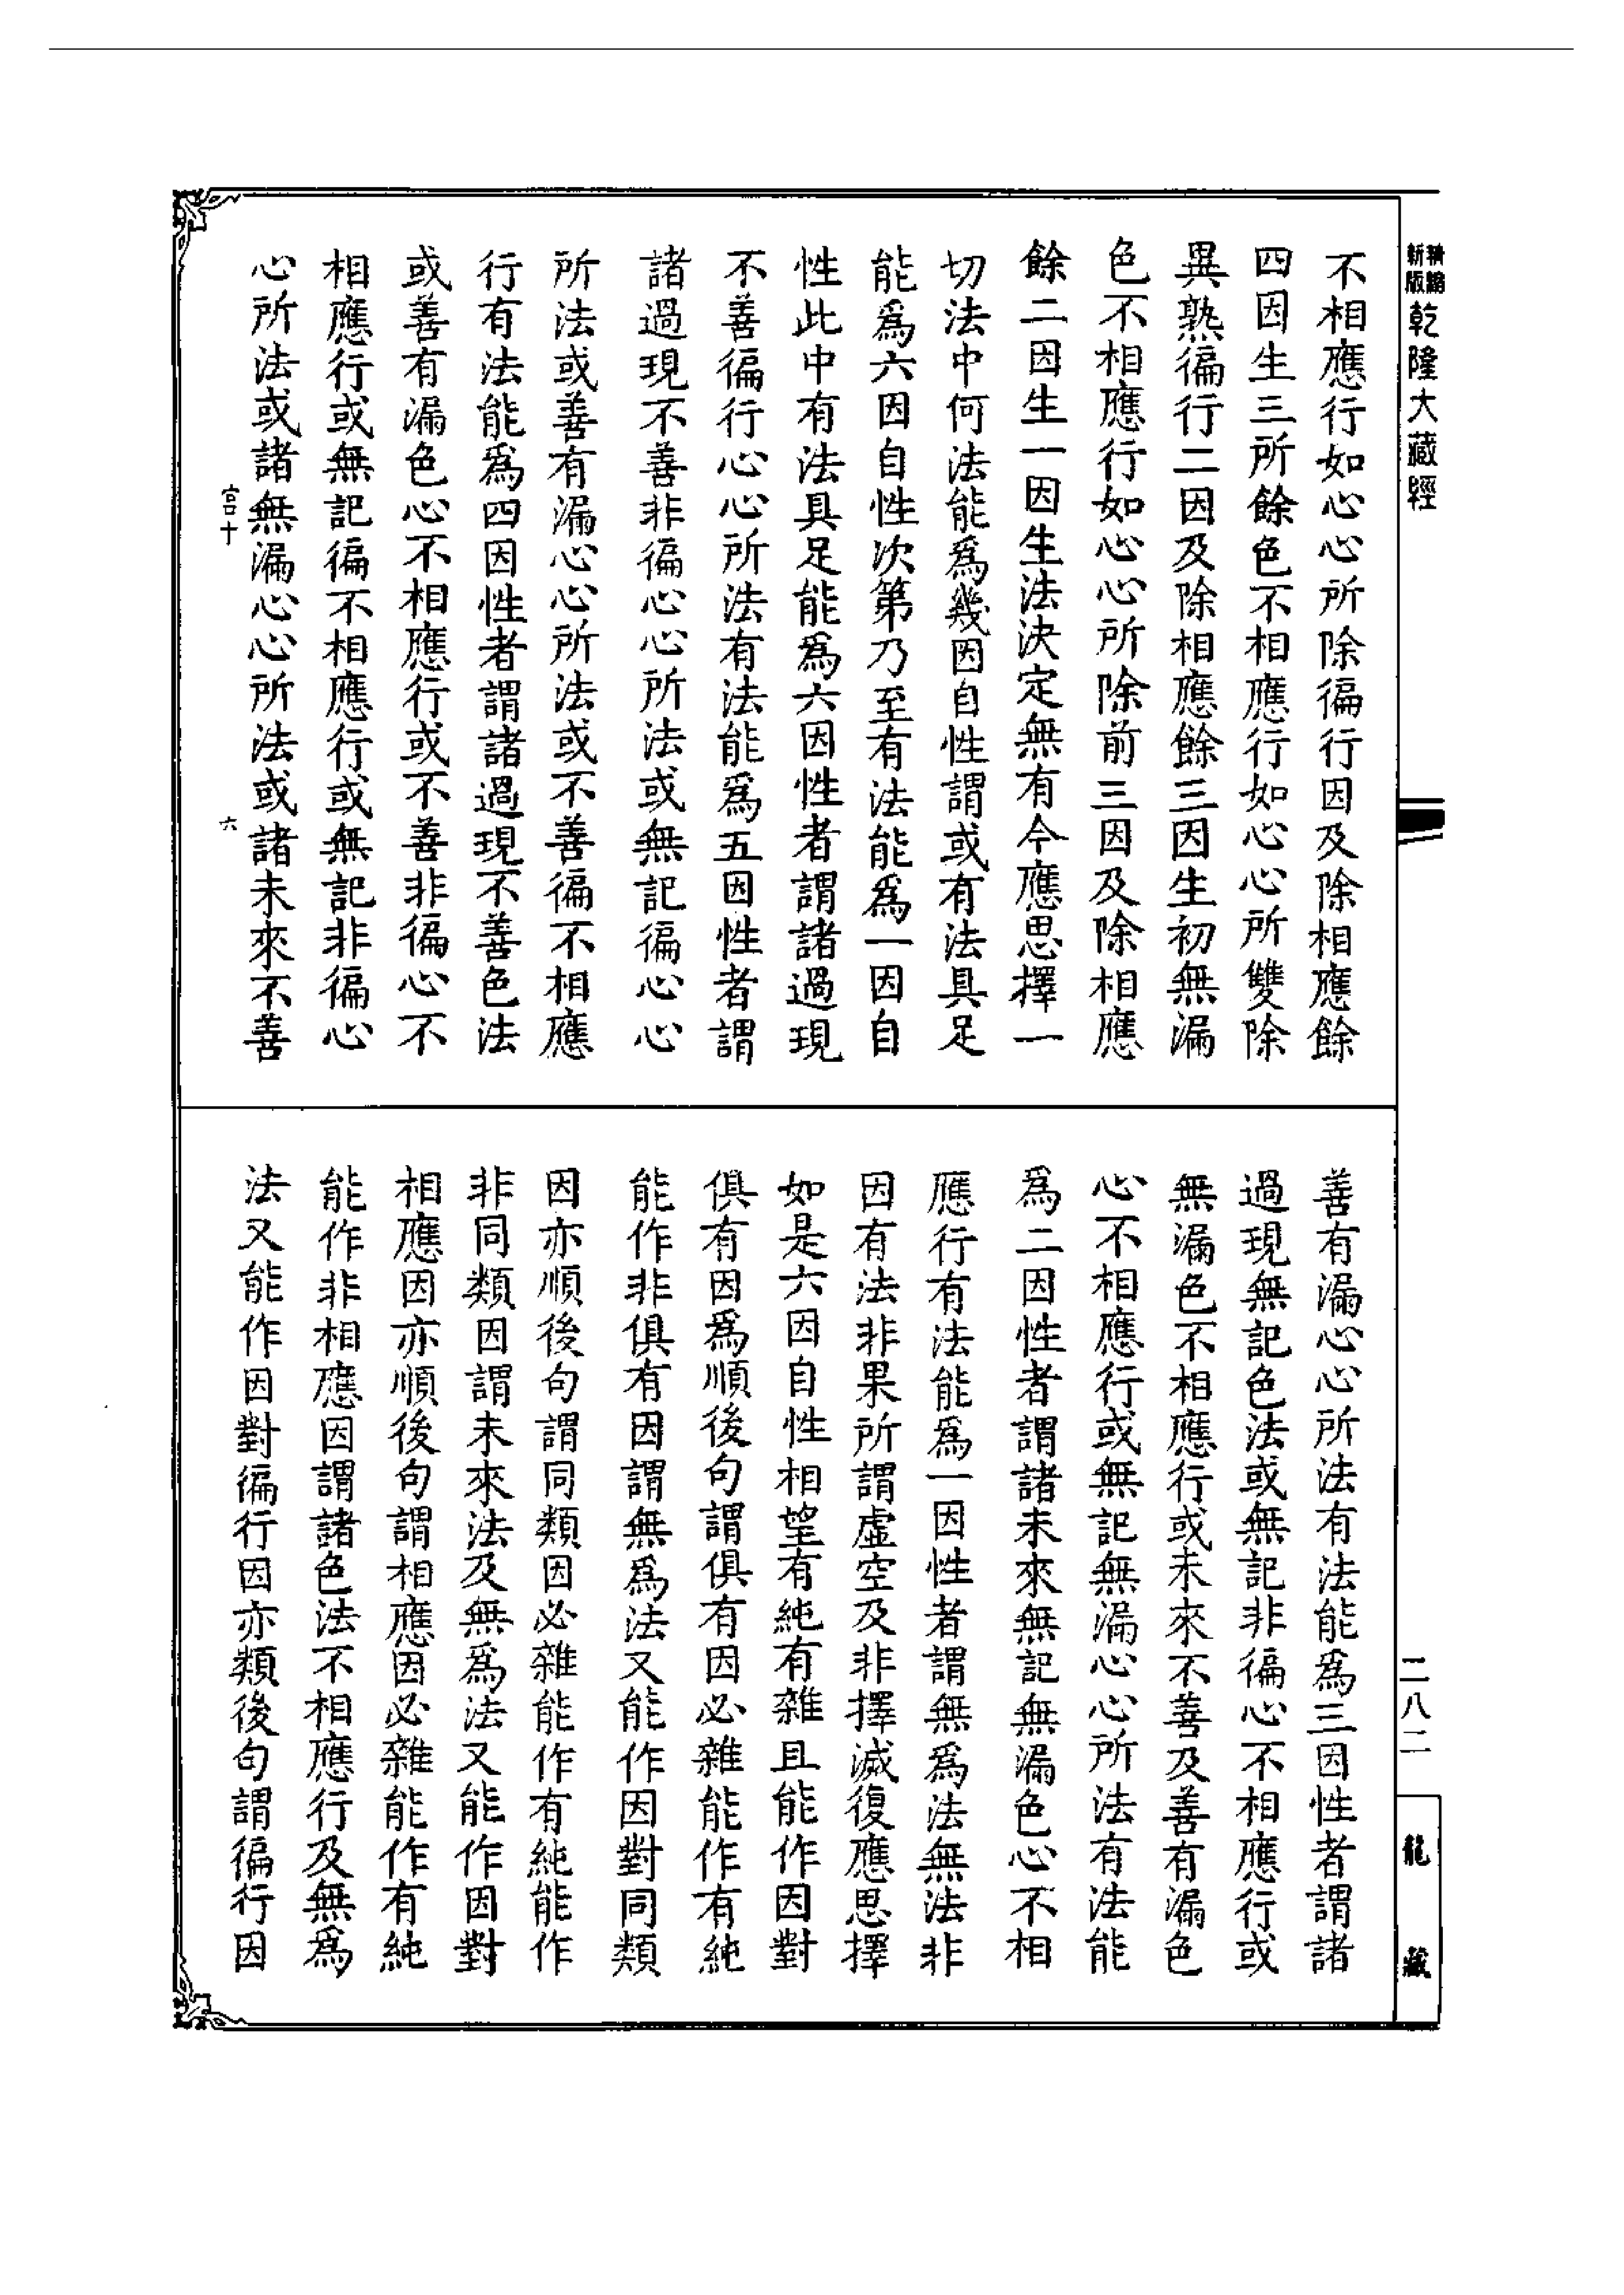 新版
精錄
乾隆大藏經
不相應行如心心所除徧行因及除相應餘
四因生三所餘色不相應行如心心所雙除
異熟徧行二因及除相應餘三因生初無漏
色不相應行如心心所除前三因及除相應
餘二因生一因生法決定無有今應思擇一
切法中何法能爲幾因自性謂或有法具足
能爲六因自性次第乃至有法能爲一因自
性此中有法具足能爲六因性者謂諸過現
不善徧行心心所法有法能爲五因性者謂
諸過現不善非徧心心所法或無記徧心心
所法或善有漏心心所法或不善徧不相應
行有法能爲四因性者謂諸過現不善色法
或善有漏色心不相應行或不善非徧心不
相應行或無記徧不相應行或無記非徧心
心所法或諸無漏心心所法或諸未來不善
宮十
六
善有漏心心所法有法能爲三因性者謂諸
過現無記色法或無記非徧心不相應行或
無漏色不相應行或未來不善及善有漏色
心不相應行或無記無漏心心所法有法能
爲二因性者謂諸未來無記無漏色心不相
應行有法能爲一因性者謂無爲法無法非
因有法非果所謂虛空及非擇滅復應思擇
如是六因自性相望有純有雜且能作因對
俱有因爲順後句謂俱有因必雜能作有純
能作非俱有因謂無爲法又能作因對同類
因亦順後句謂同類因必雜能作有純能作
非同類因謂未來法及無爲法又能作因對
相應因亦順後句謂相應因必雜能作有純
能作非相應因謂諸色法不相應行及無爲
法又能作因對徧行因亦類後句謂徧行因
二八二
龍藏